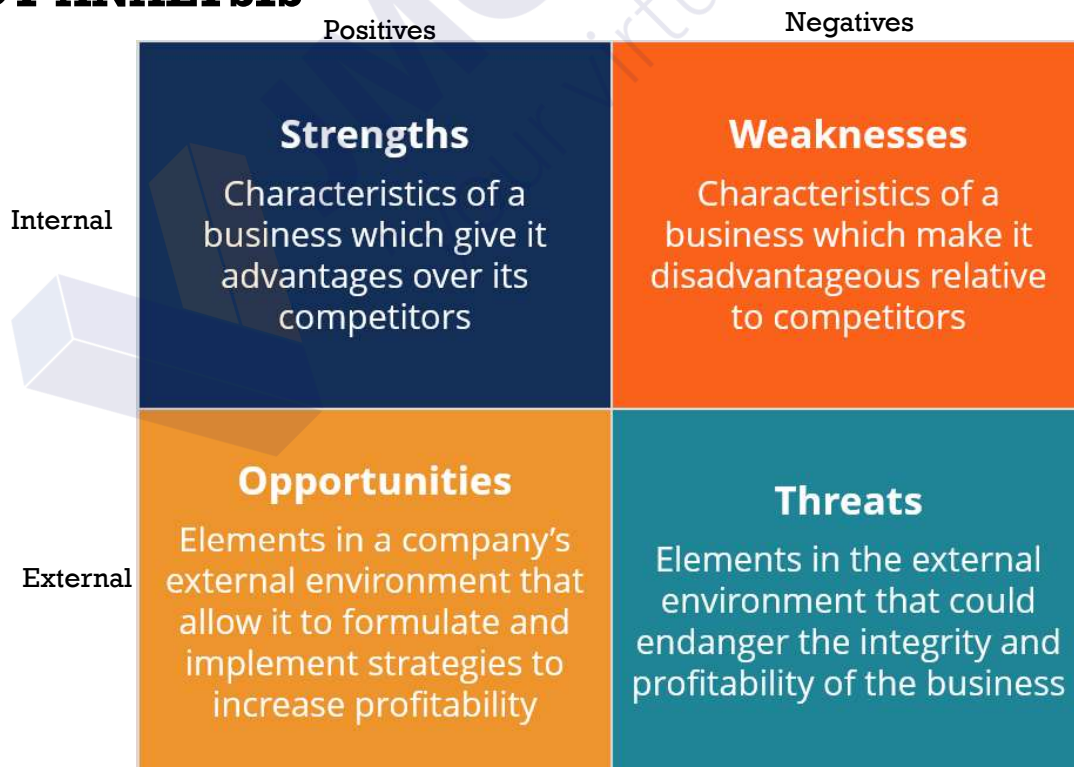 Positives
Negatives
Internal
Strengths
Characteristics of a
business which give it
advantages over its
competitors
Weaknesses
Characteristics of a
business which make it
disadvantageous relative
to competitors
External
Opportunities
Elements in a company’s
external environment that
allow it to formulate and
implement strategies to
increase profitability
Threats
Elements in the external
environment that could
endanger the integrity and
profitability of the business